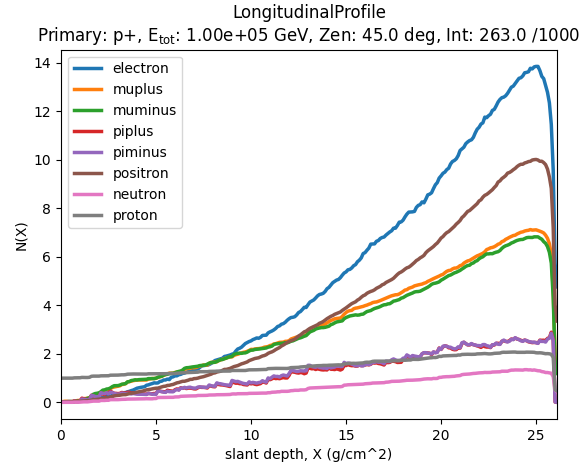 LongitudinalProfile
Primary: p+, E_tot: 1.00e+05 GeV, Zen: 45.0 deg, Int: 263.0 /1000
14
12
10
8
6
4
2
0
N(X)
electron
muplus
muminus
piplus
piminus
positron
neutron
proton
0 5 10 15 20 25
slant depth, X (g/cm^2)